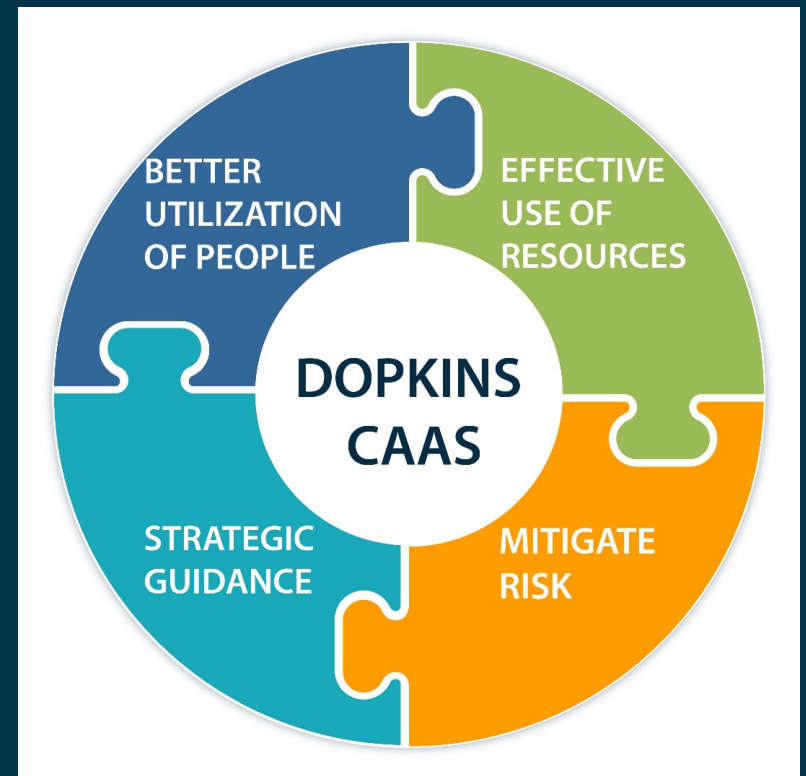 BETTER
UTILIZATION
OF PEOPLE
EFFECTIVE
USE OF
RESOURCES
DOPKINS
CAAS
STRATEGIC
GUIDANCE
MITIGATE
RISK